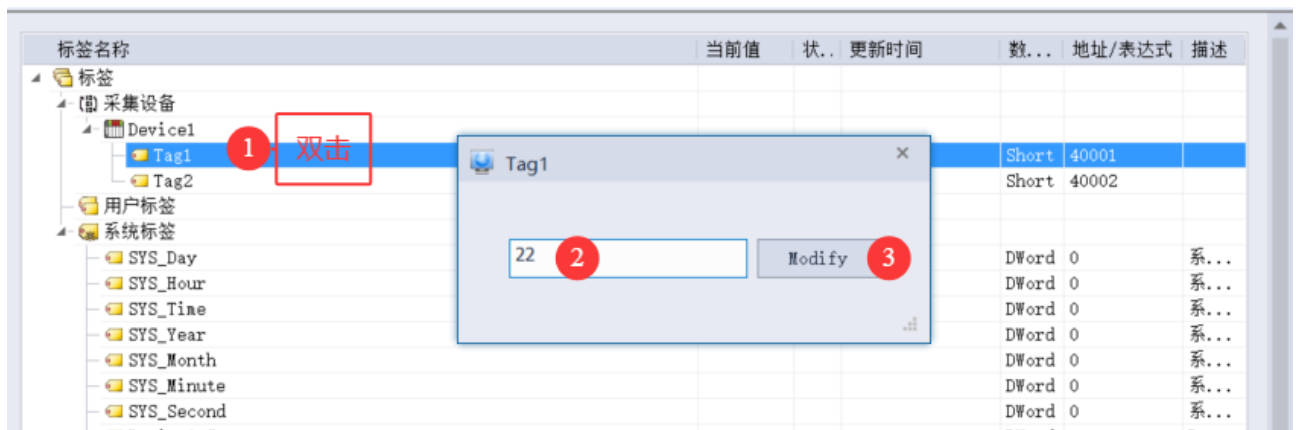 标签名称 当前值 状.. 更新时间 数... 地址/表达式 描述
标签
采集设备
Device1
1 双击
Tag1 Short 40001
Tag1 ×
Tag2 Short 40002
用户标签
系统标签
22 2 Modify 3
SYS_Day DWord 0 系...
SYS_Hour DWord 0 系...
SYS_Time DWord 0 系...
SYS_Year DWord 0 系...
SYS_Month DWord 0 系...
SYS_Minute DWord 0 系...
SYS_Second DWord 0 系...